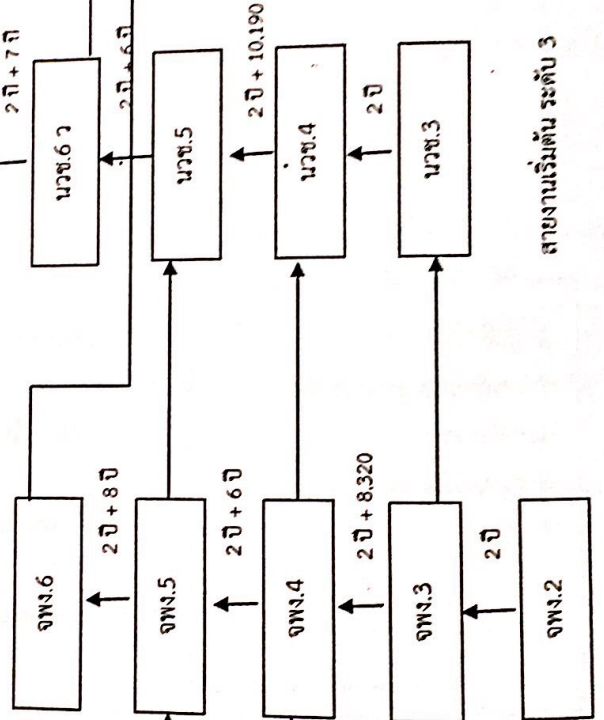 2 ปี + 7 ปี
นวช.6 ว
2 ปี + 6 ปี
นวช.5
2 ปี + 10.190
นวช.4
2 ปี
นวช.3
สายงานเริ่มต้น ระดับ 3
จพง.6
2 ปี + 8 ปี
จพง.5
2 ปี + 6 ปี
จพง.4
2 ปี + 8.320
จพง.3
2 ปี
จพง.2